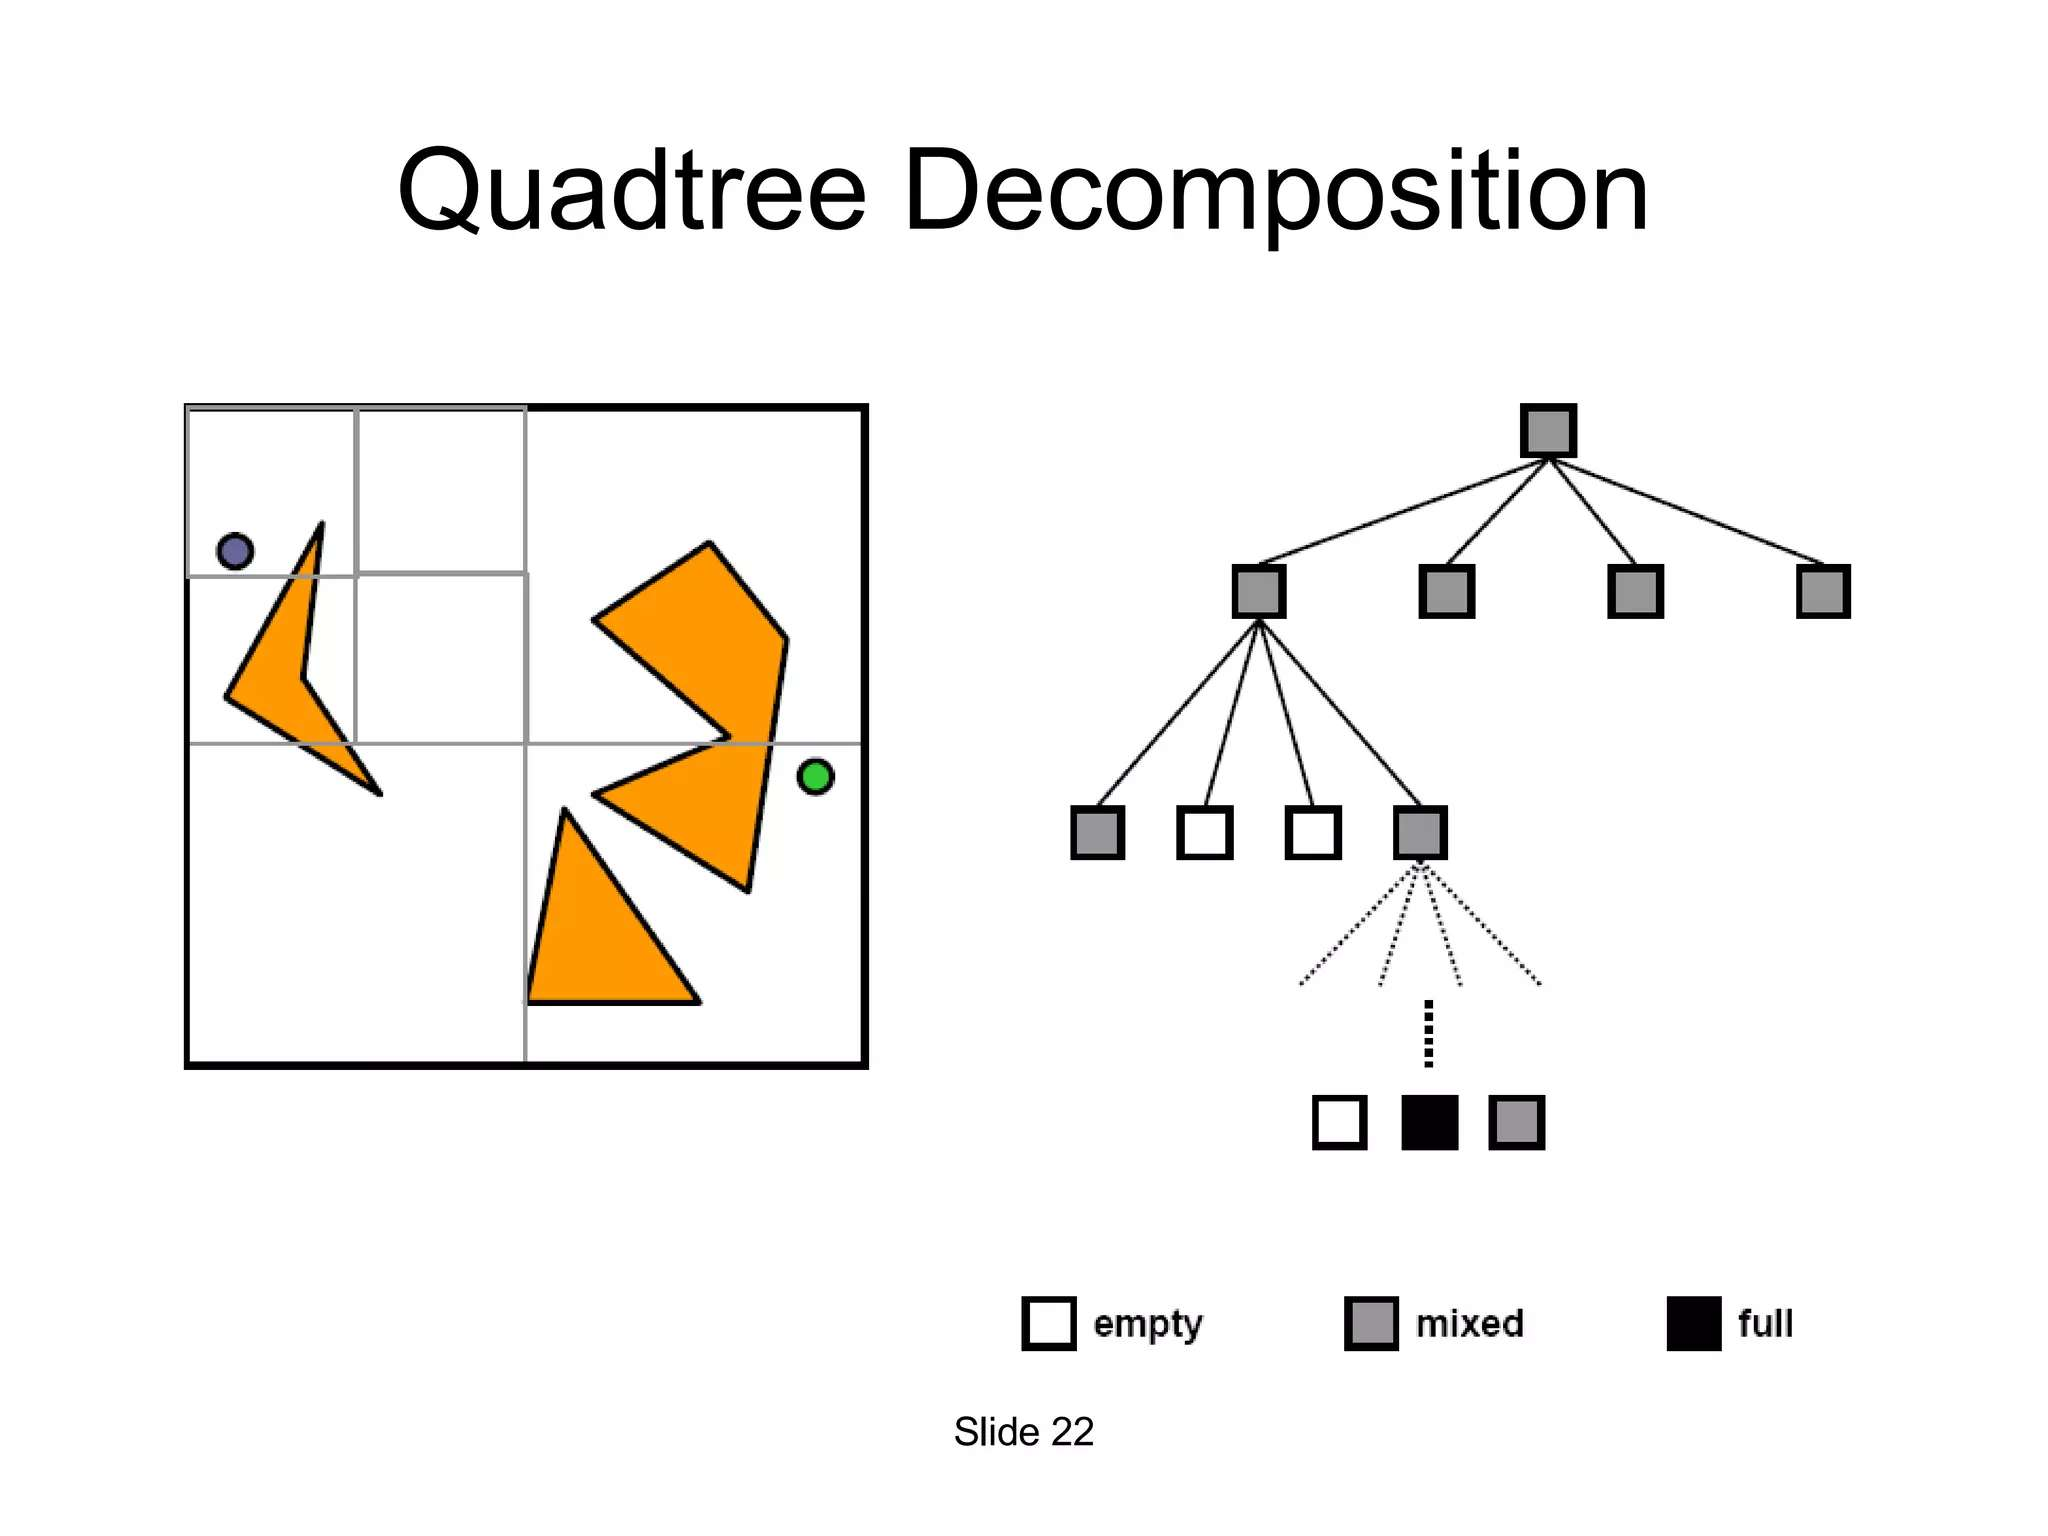 Quadtree Decomposition
empty
mixed
full
Slide 22